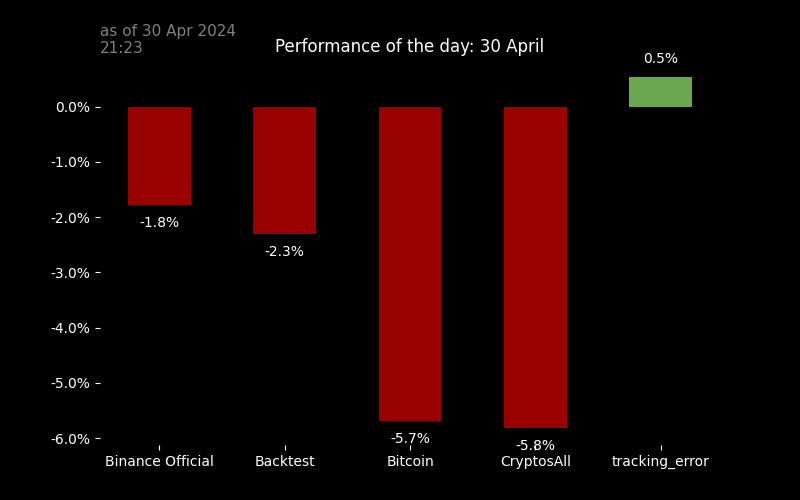 as of 30 Apr 2024
21:23
Performance of the day: 30 April
0.5%
0.0%
-1.0%
-2.0%
-3.0%
-4.0%
-5.0%
-6.0%
-1.8%
-2.3%
-5.7%
-5.8%
Binance Official
Backtest
Bitcoin
CryptosAll
tracking_error